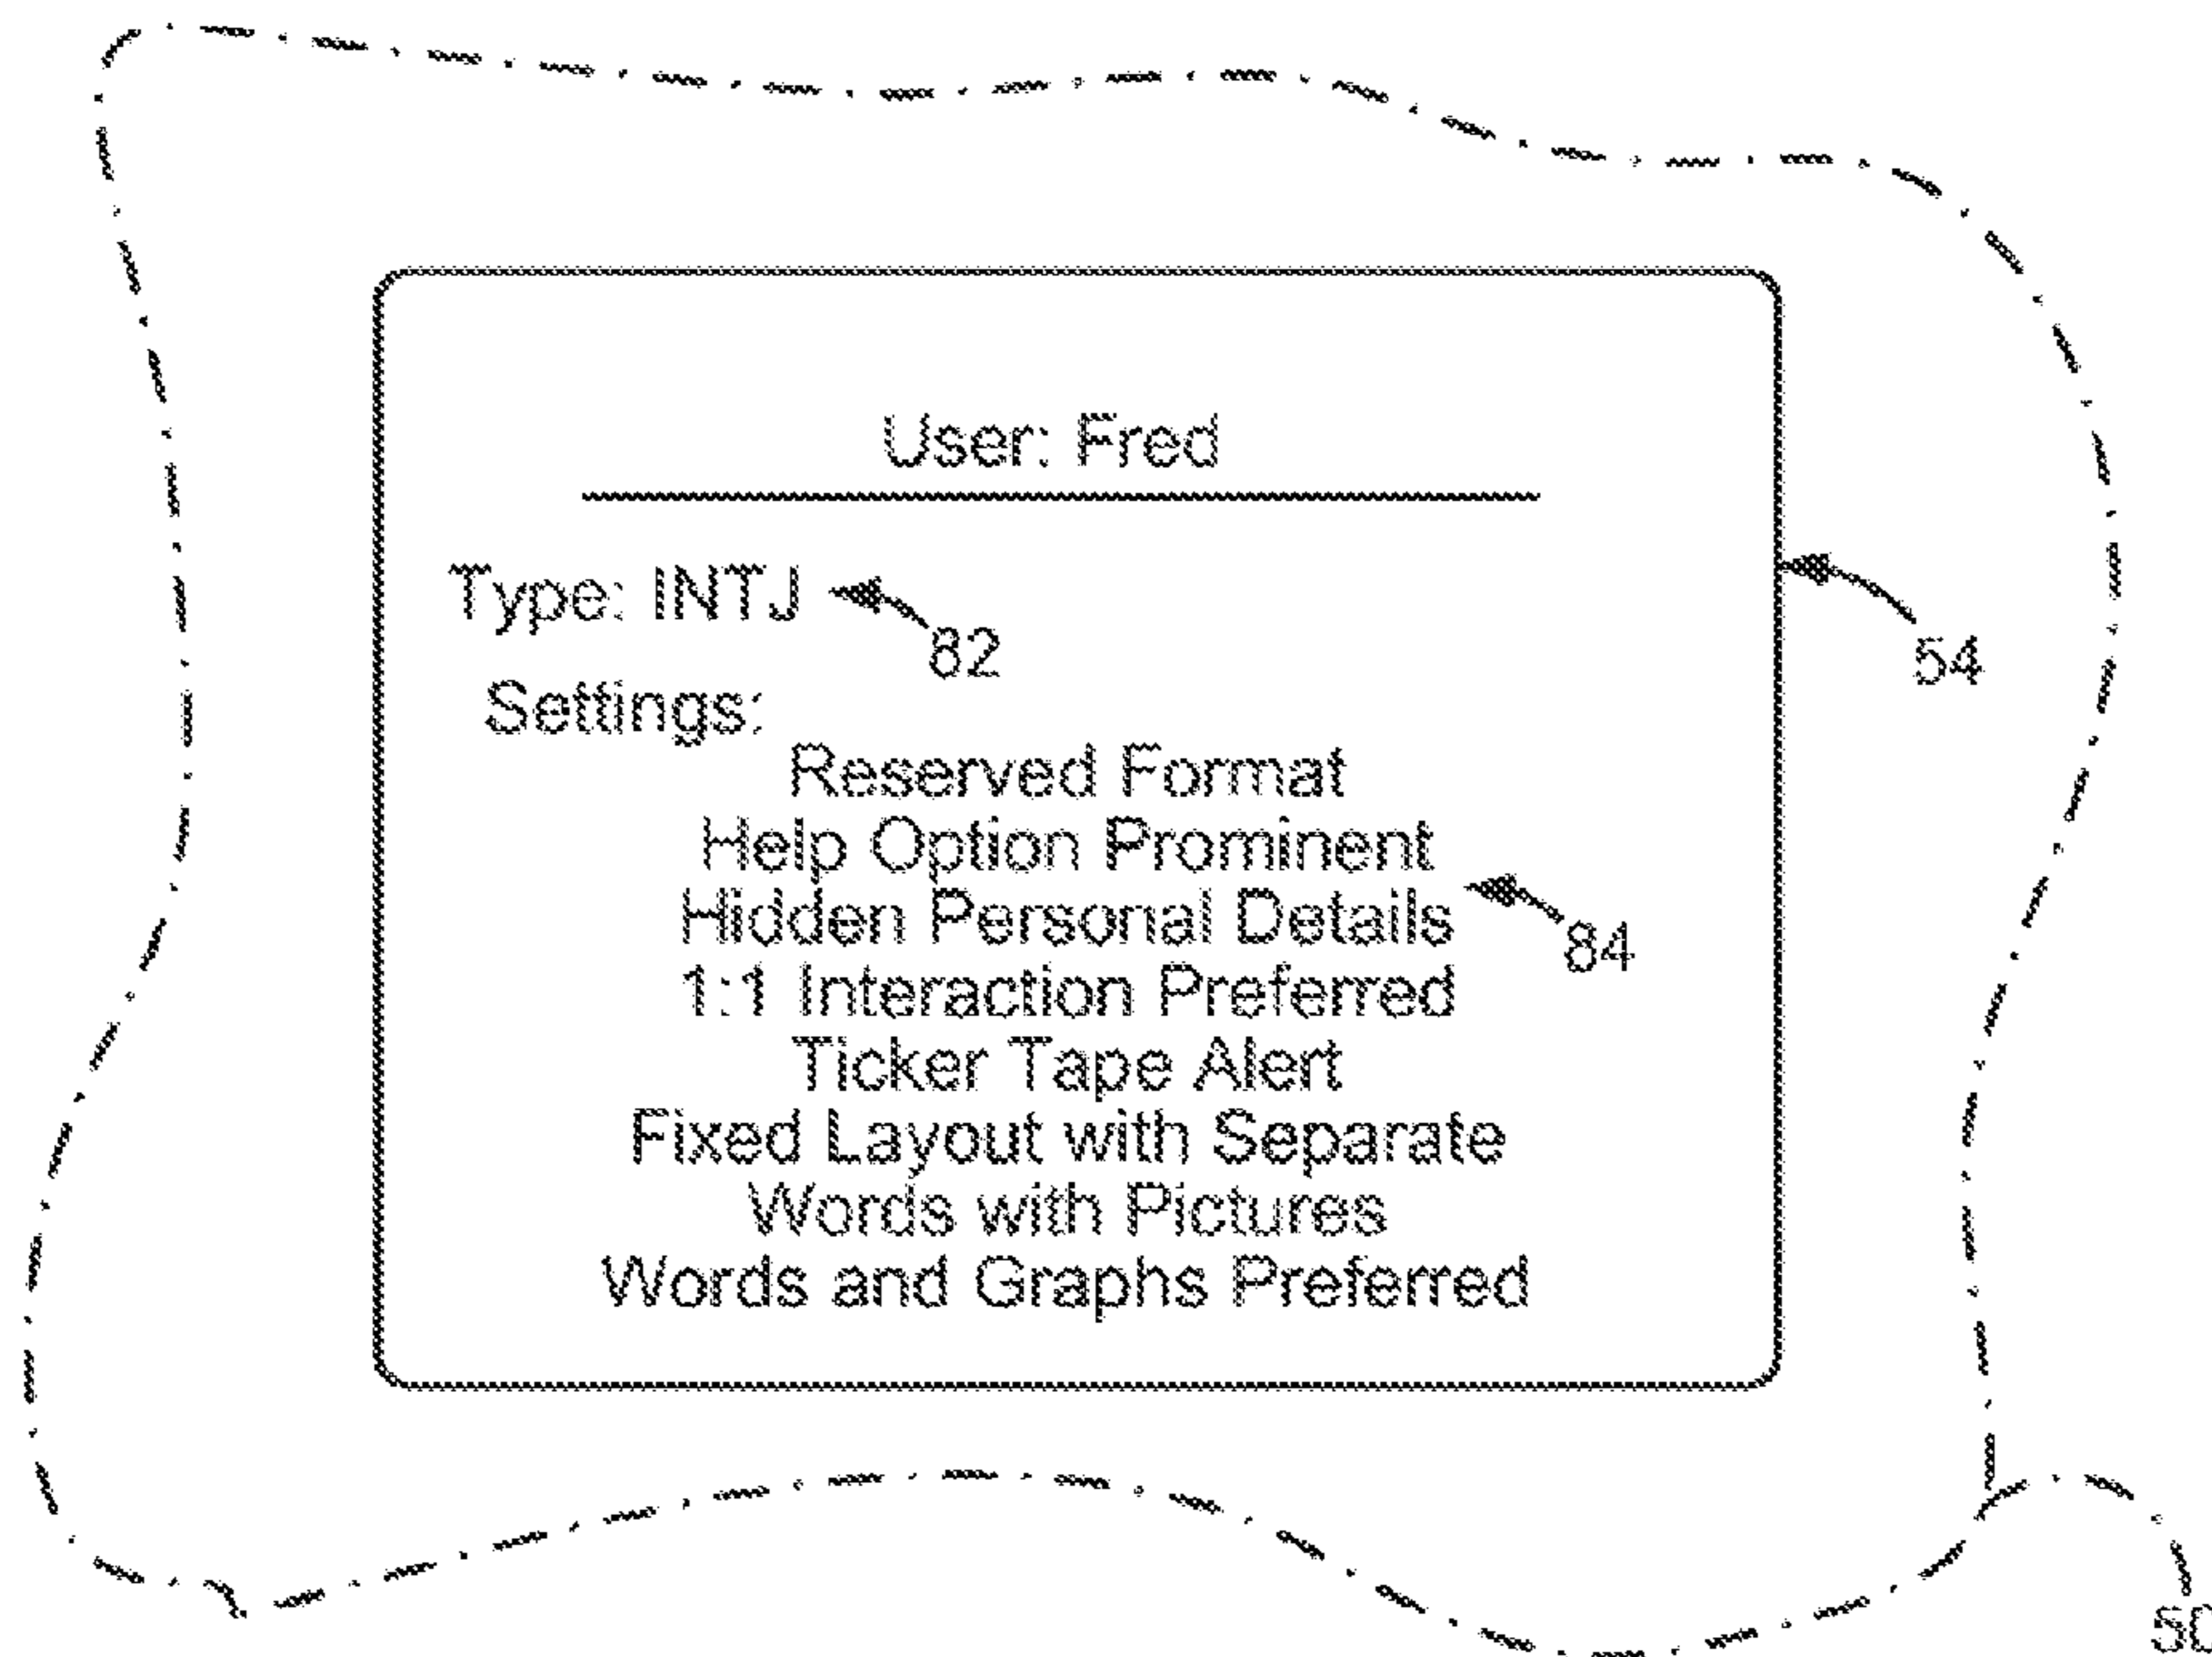 User: Fred
Type: INTJ
82
54
Settings:
Reserved Format
Help Option Prominent
Hidden Personal Details
84
1:1 Interaction Preferred
Ticker Tape Alert
Fixed Layout with Separate
Words with Pictures
Words and Graphs Preferred
50